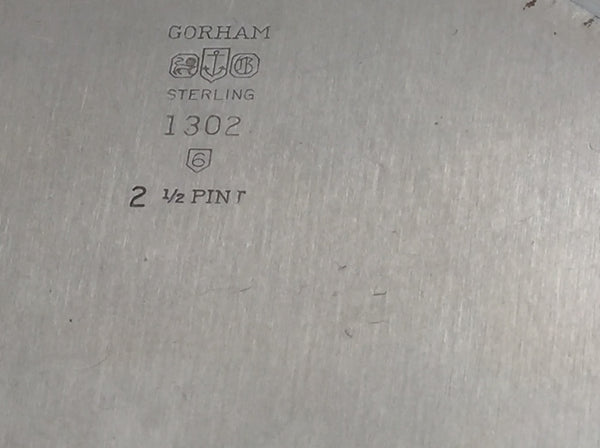 GORHAM
G
STERLING
1302
6
2 ½ PINT